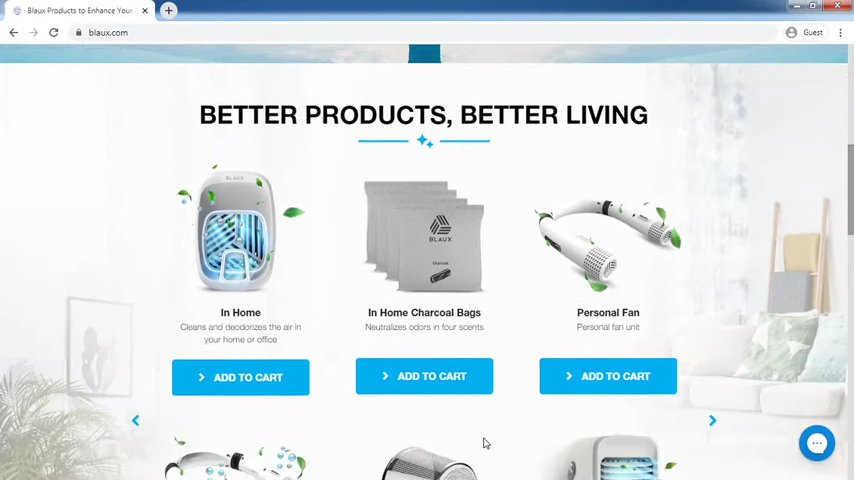 Blaux Products to Enhance Your
blaux.com
Guest
BETTER PRODUCTS, BETTER LIVING
BLAUX
BLAUX
Charcoal
In Home
Cleans and deodorizes the air in
your home or office
ADD TO CART
In Home Charcoal Bags
Neutralizes odors in four scents
ADD TO CART
Personal Fan
Personal fan unit
ADD TO CART